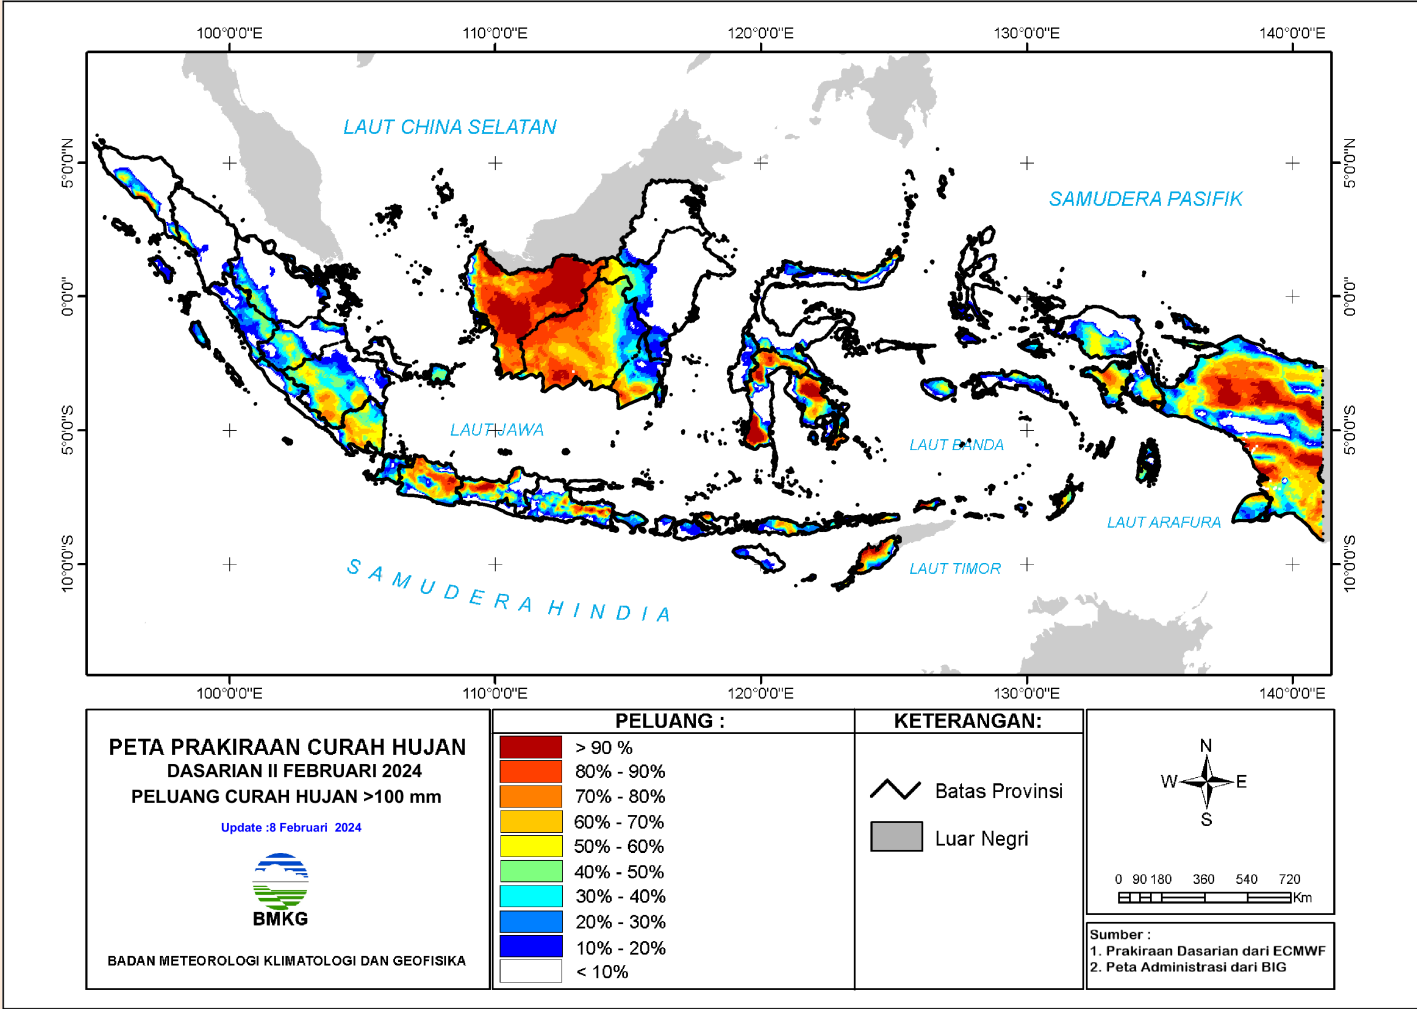 100°0'0"E 110°0'0"E 120°0'0"E 130°0'0"E 140°0'0"E
5°0'0"N 5°0'0"N
LAUT CHINA SELATAN
SAMUDERA PASIFIK
0°0'0" 0°0'0"
5°0'0"S 5°0'0"S
LAUT JAWA
LAUT BANDA
LAUT ARAFURA
10°0'0"S 10°0'0"S
LAUT TIMOR
SAMUDERA HINDIA
100°0'0"E 110°0'0"E 120°0'0"E 130°0'0"E 140°0'0"E
PETA PRAKIRAAN CURAH HUJAN
DASARIAN II FEBRUARI 2024
PELUANG CURAH HUJAN >100 mm
Update :8 Februari 2024
BMKG
BADAN METEOROLOGI KLIMATOLOGI DAN GEOFISIKA
PELUANG :
> 90 %
80% - 90%
70% - 80%
60% - 70%
50% - 60%
40% - 50%
30% - 40%
20% - 30%
10% - 20%
< 10%
KETERANGAN:
Batas Provinsi
Luar Negri
N
W E
S
0 90 180 360 540 720
Km
Sumber :
1. Prakiraan Dasarian dari ECMWF
2. Peta Administrasi dari BIG